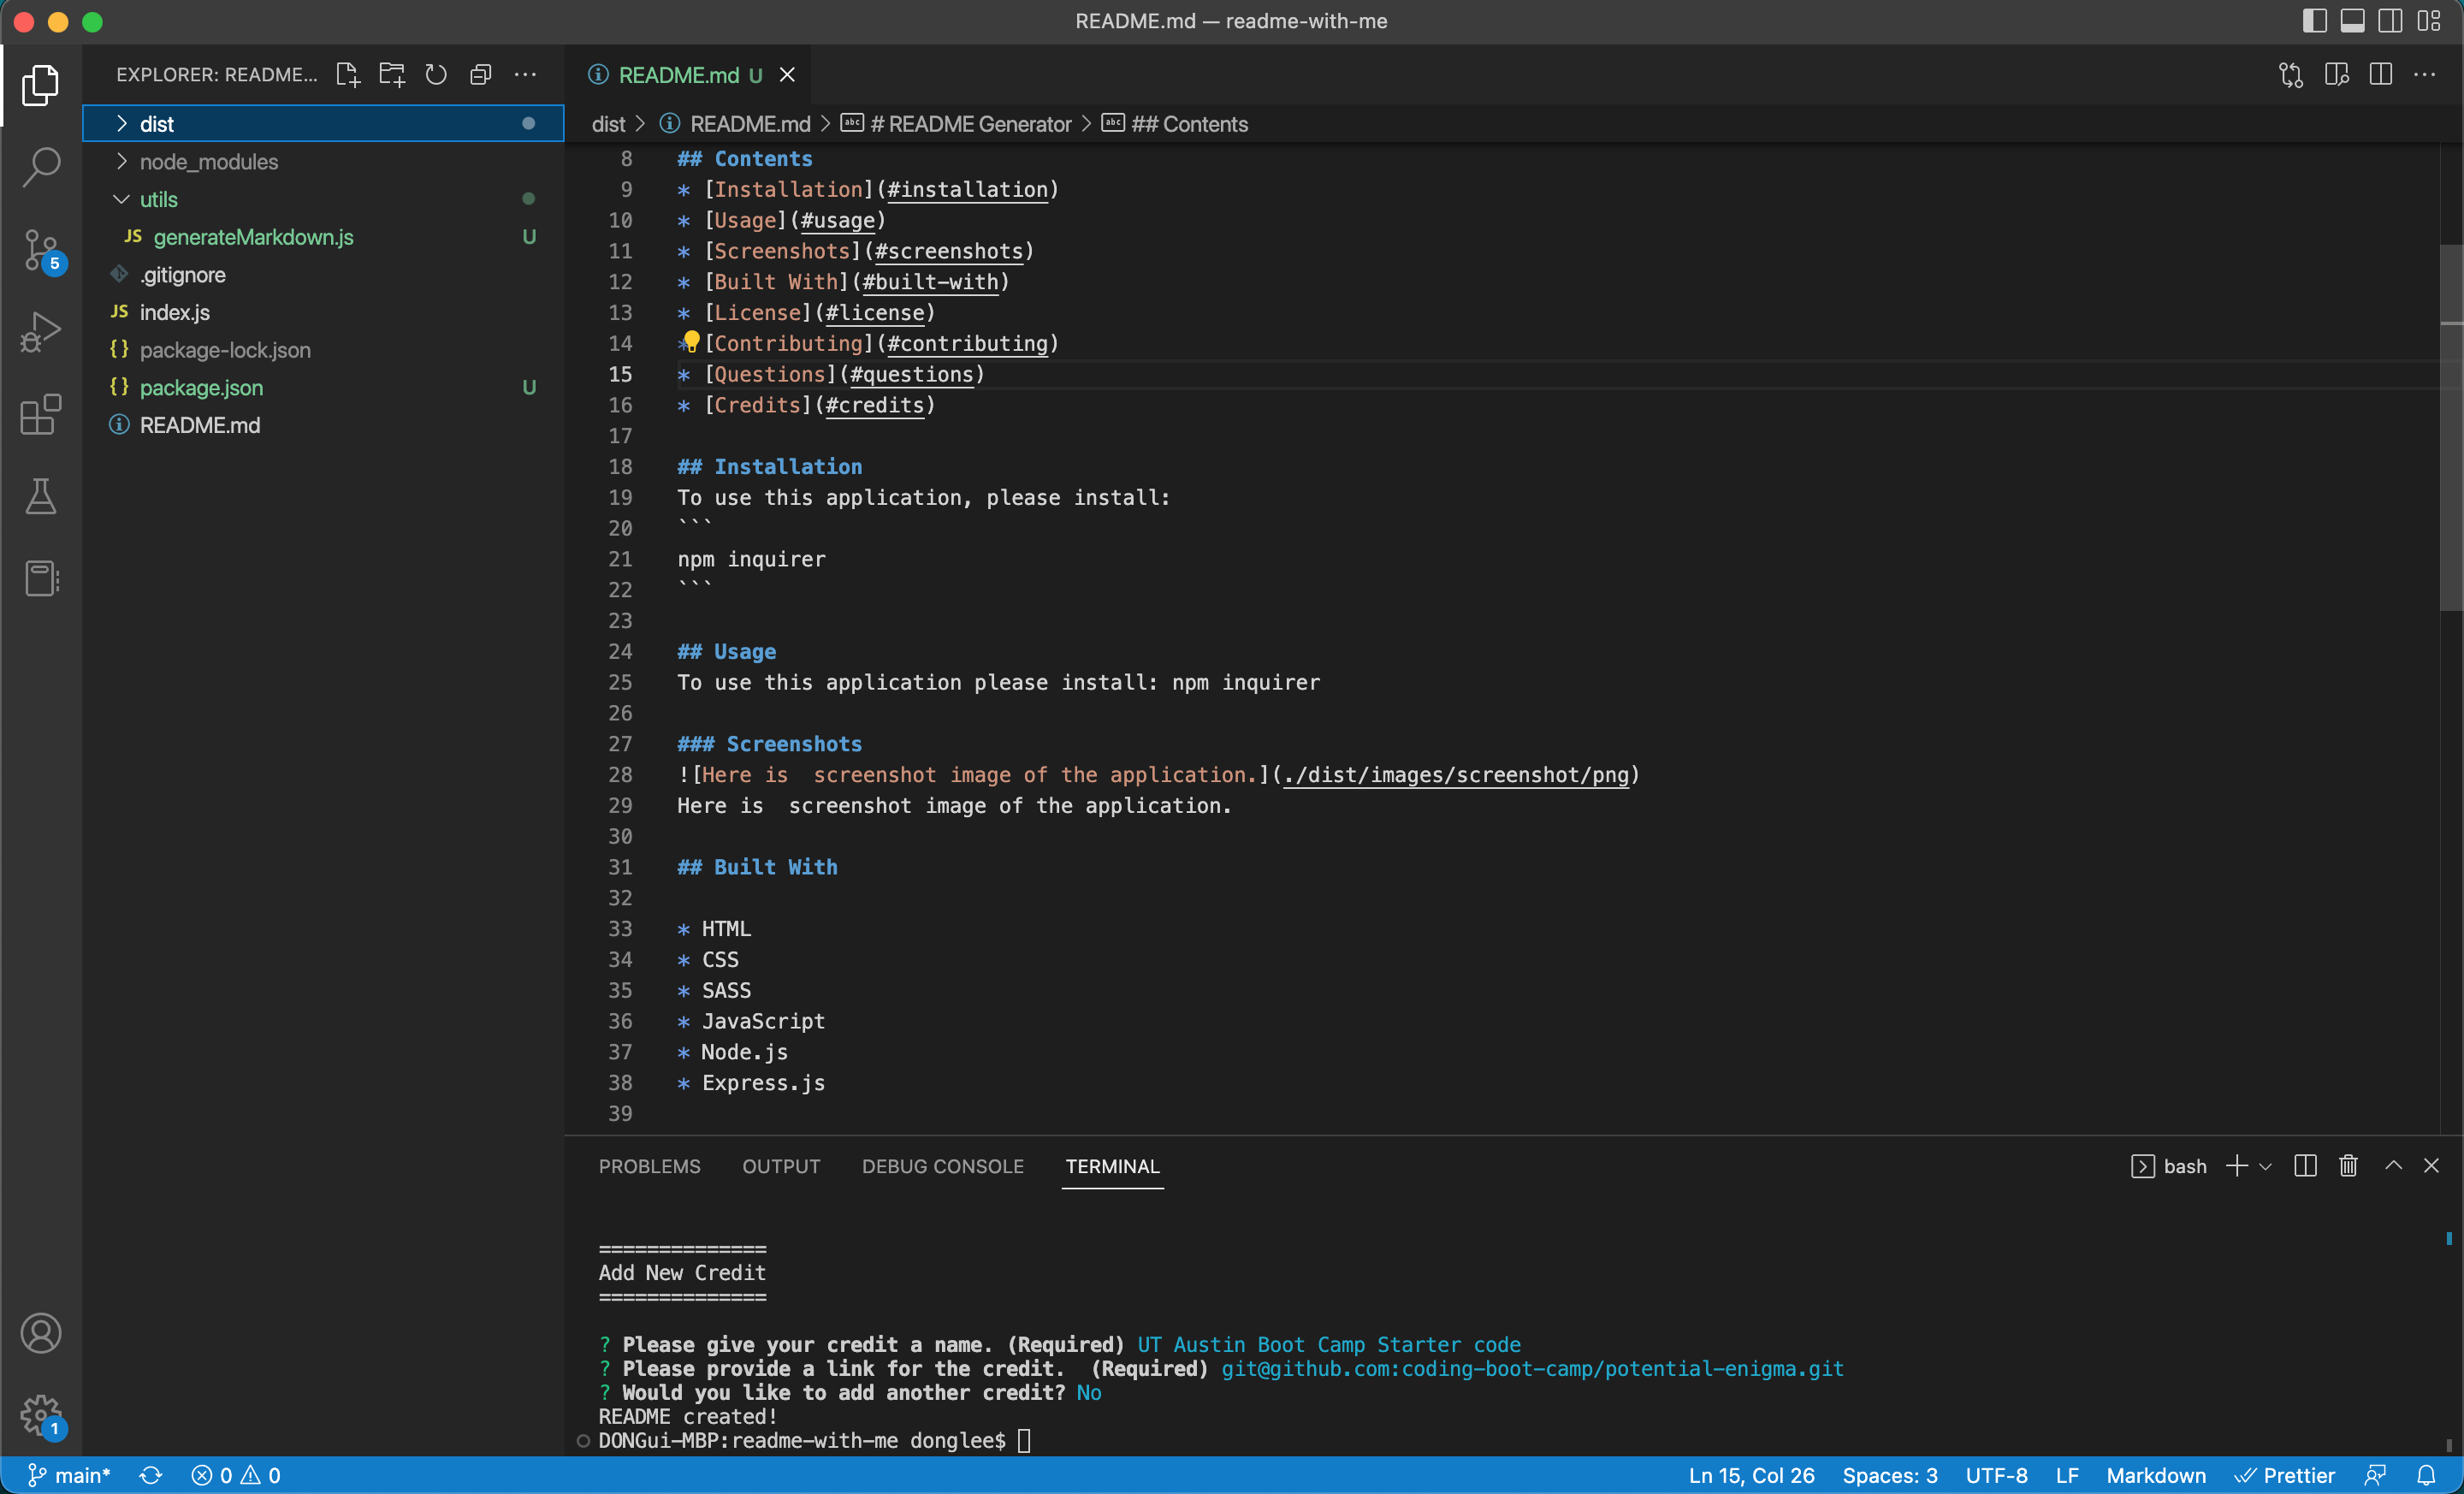 README.md — readme-with-me
EXPLORER: README...
dist
node_modules
utils
JS generateMarkdown.js U
.gitignore
JS index.js
{} package-lock.json
{} package.json U
README.md
5
1
README.md U
dist > README.md > # README Generator > ## Contents
8 ## Contents
9 * [Installation](#installation)
10 * [Usage](#usage)
11 * [Screenshots](#screenshots)
12 * [Built With](#built-with)
13 * [License](#license)
14 * [Contributing](#contributing)
15 * [Questions](#questions)
16 * [Credits](#credits)
17
18 ## Installation
19 To use this application, please install:
20 ```
21 npm inquirer
22 ```
23
24 ## Usage
25 To use this application please install: npm inquirer
26
27 ### Screenshots
28 ![Here is  screenshot image of the application.](./dist/images/screenshot/png)
29 Here is  screenshot image of the application.
30
31 ## Built With
32
33 * HTML
34 * CSS
35 * SASS
36 * JavaScript
37 * Node.js
38 * Express.js
39
PROBLEMS OUTPUT DEBUG CONSOLE TERMINAL bash
==============
Add New Credit
==============
? Please give your credit a name. (Required) UT Austin Boot Camp Starter code
? Please provide a link for the credit.  (Required) git@github.com:coding-boot-camp/potential-enigma.git
? Would you like to add another credit? No
README created!
DONGui-MBP:readme-with-me donglee$
main* 0 0 Ln 15, Col 26 Spaces: 3 UTF-8 LF Markdown Prettier